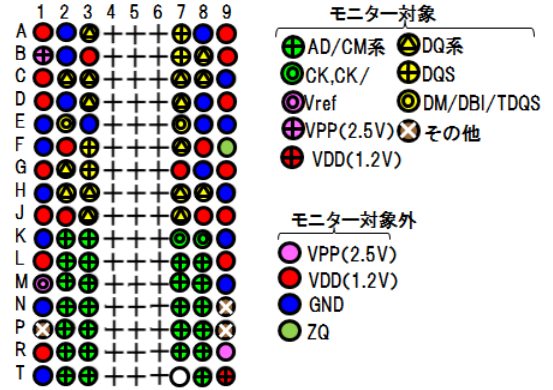 1 2 3 4 5 6 7 8 9
A
B
C
D
E
F
G
H
J
K
L
M
N
P
R
T
モニター対象
AD/CM系
DQ系
CK,CK/
DQS
Vref
DM/DBI/TDQS
VPP(2.5V)
その他
VDD(1.2V)
モニター対象外
VPP(2.5V)
VDD(1.2V)
GND
ZQ